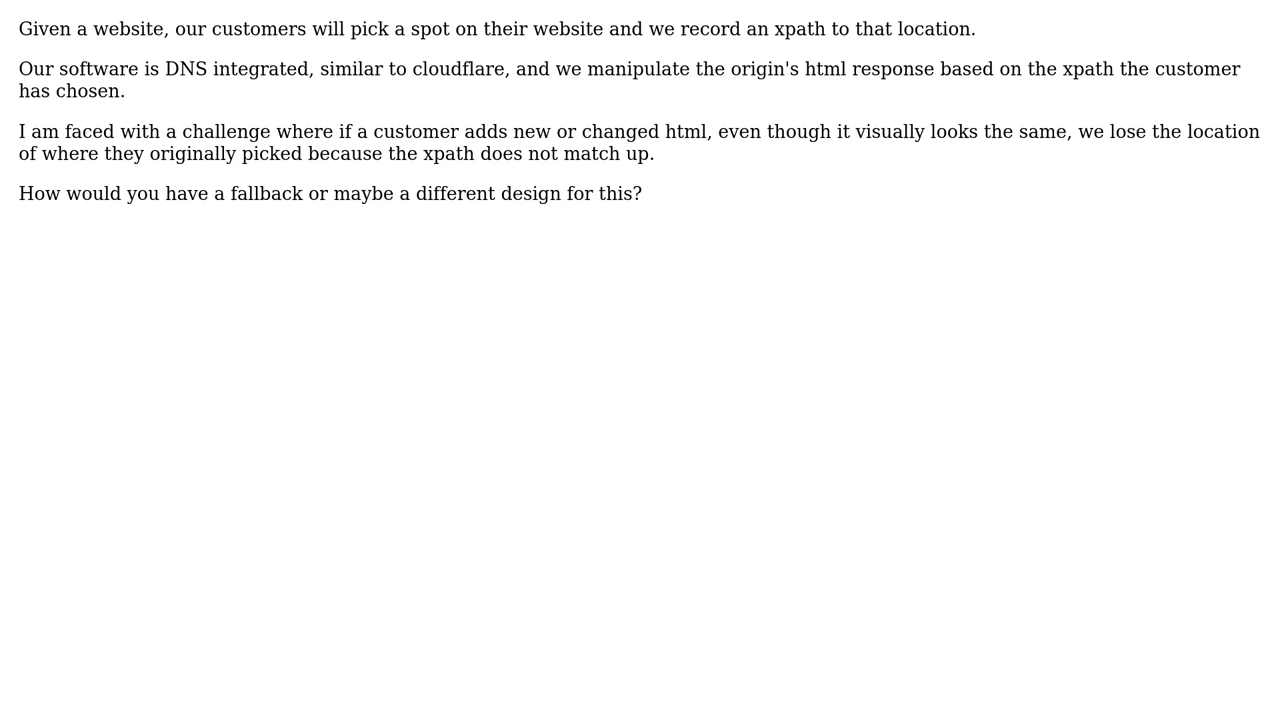 Given a website, our customers will pick a spot on their website and we record an xpath to that location.
Our software is DNS integrated, similar to cloudflare, and we manipulate the origin's html response based on the xpath the customer
has chosen.
I am faced with a challenge where if a customer adds new or changed html, even though it visually looks the same, we lose the location
of where they originally picked because the xpath does not match up.
How would you have a fallback or maybe a different design for this?